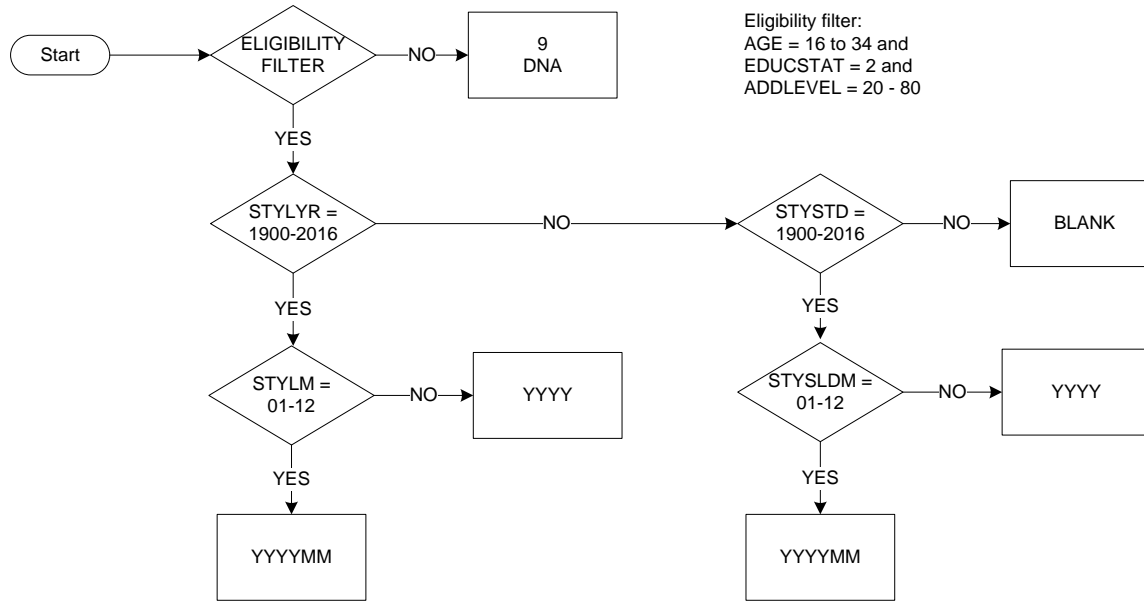 Start
ELIGIBILITY
FILTER
NO
9
DNA
Eligibility filter:
AGE = 16 to 34 and
EDUCSTAT = 2 and
ADDLEVEL = 20 - 80
YES
STYLYR =
1900-2016
NO
STYSTD =
1900-2016
NO
BLANK
YES
YES
STYLM =
01-12
NO
YYYY
STYSLDM =
01-12
NO
YYYY
YES
YES
YYYYMM
YYYYMM